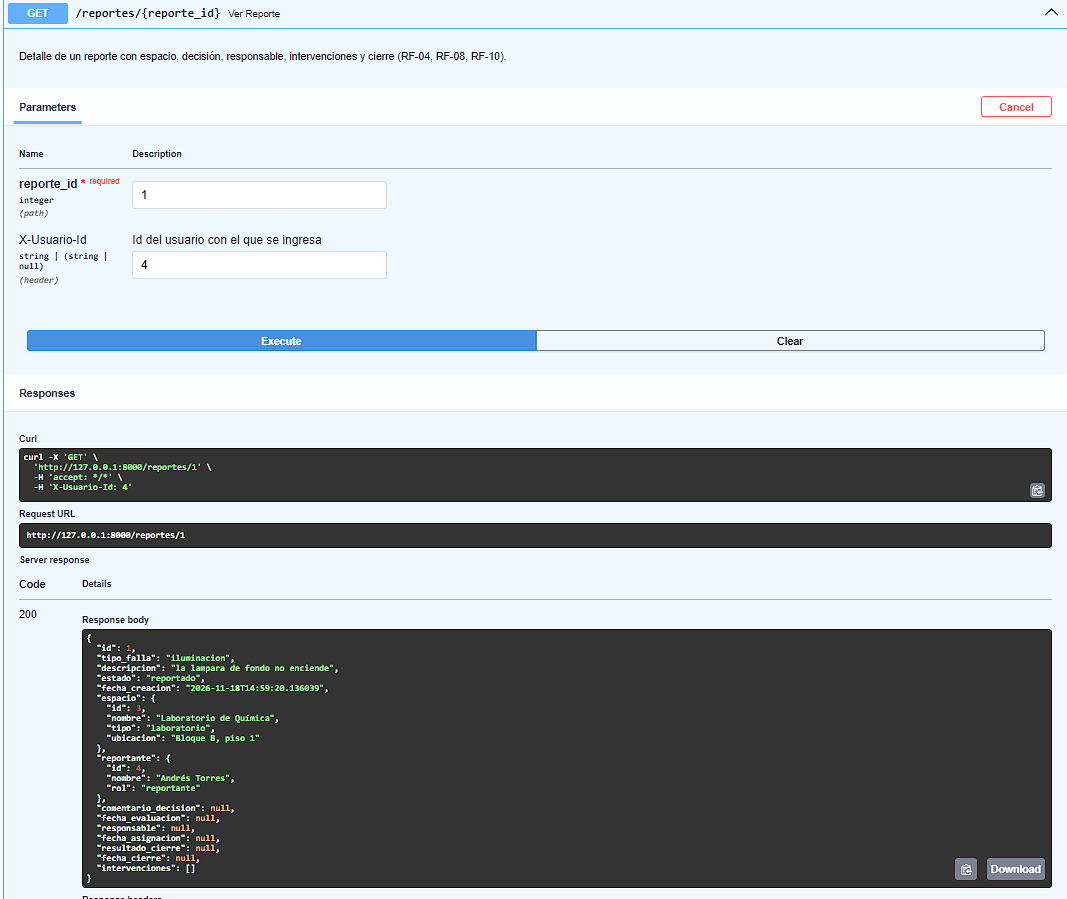 GET /reportes/{reporte_id} Ver Reporte
Detalle de un reporte con espacio, decisión, responsable, intervenciones y cierre (RF-04, RF-08, RF-10).
Parameters
Cancel
Name Description
reporte_id * required
integer
(path)
1
X-Usuario-Id
string | (string |
null)
(header)
Id del usuario con el que se ingresa
4
Execute
Clear
Responses
Curl
curl -X 'GET' \
'http://127.0.0.1:8000/reportes/1' \
-H 'accept: */*' \
-H 'X-Usuario-Id: 4'
Request URL
http://127.0.0.1:8000/reportes/1
Server response
Code Details
200
Response body
{
"id": 1,
"tipo_falla": "iluminacion",
"descripcion": "la lampara de fondo no enciende",
"estado": "reportado",
"fecha_creacion": "2026-11-18T14:59:20.136039",
"espacio": {
"id": 3,
"nombre": "Laboratorio de Química",
"tipo": "laboratorio",
"ubicacion": "Bloque B, piso 1"
},
"reportante": {
"id": 4,
"nombre": "Andrés Torres",
"rol": "reportante"
},
"comentario_decision": null,
"fecha_evaluacion": null,
"responsable": null,
"fecha_asignacion": null,
"resultado_cierre": null,
"fecha_cierre": null,
"intervenciones": []
}
Download
Response headers